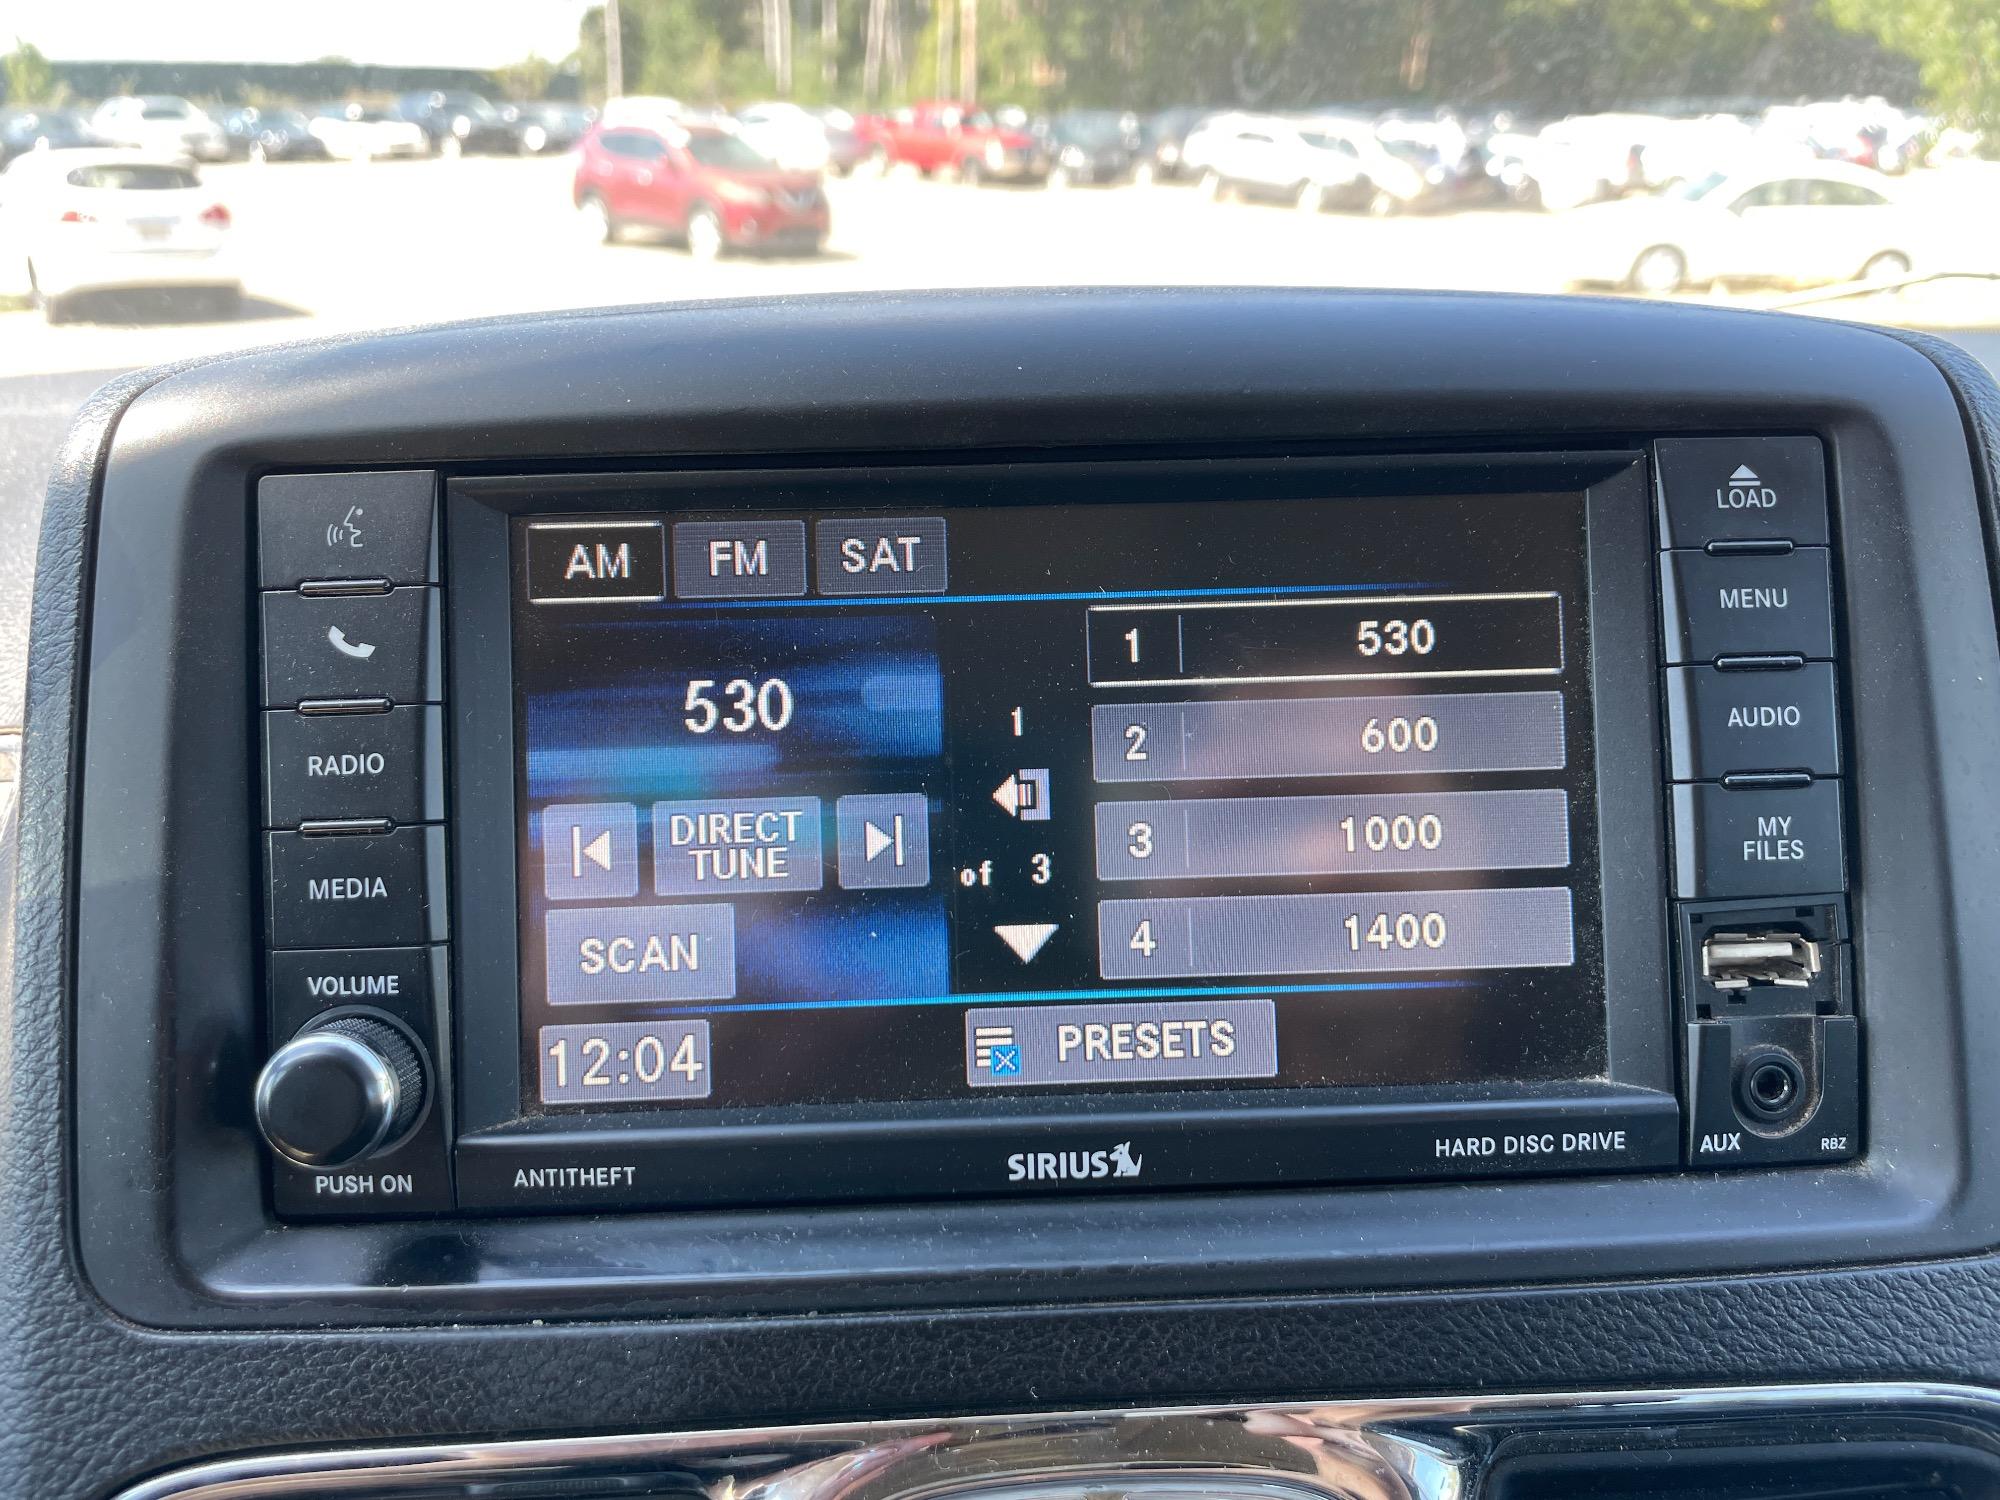 AM FM SAT
530
DIRECT
TUNE
SCAN
12:04
1
of 3
1 530
2 600
3 1000
4 1400
PRESETS
RADIO
MEDIA
VOLUME
PUSH ON
LOAD
MENU
AUDIO
MY
FILES
AUX
RBZ
ANTITHEFT
SIRIUS
HARD DISC DRIVE